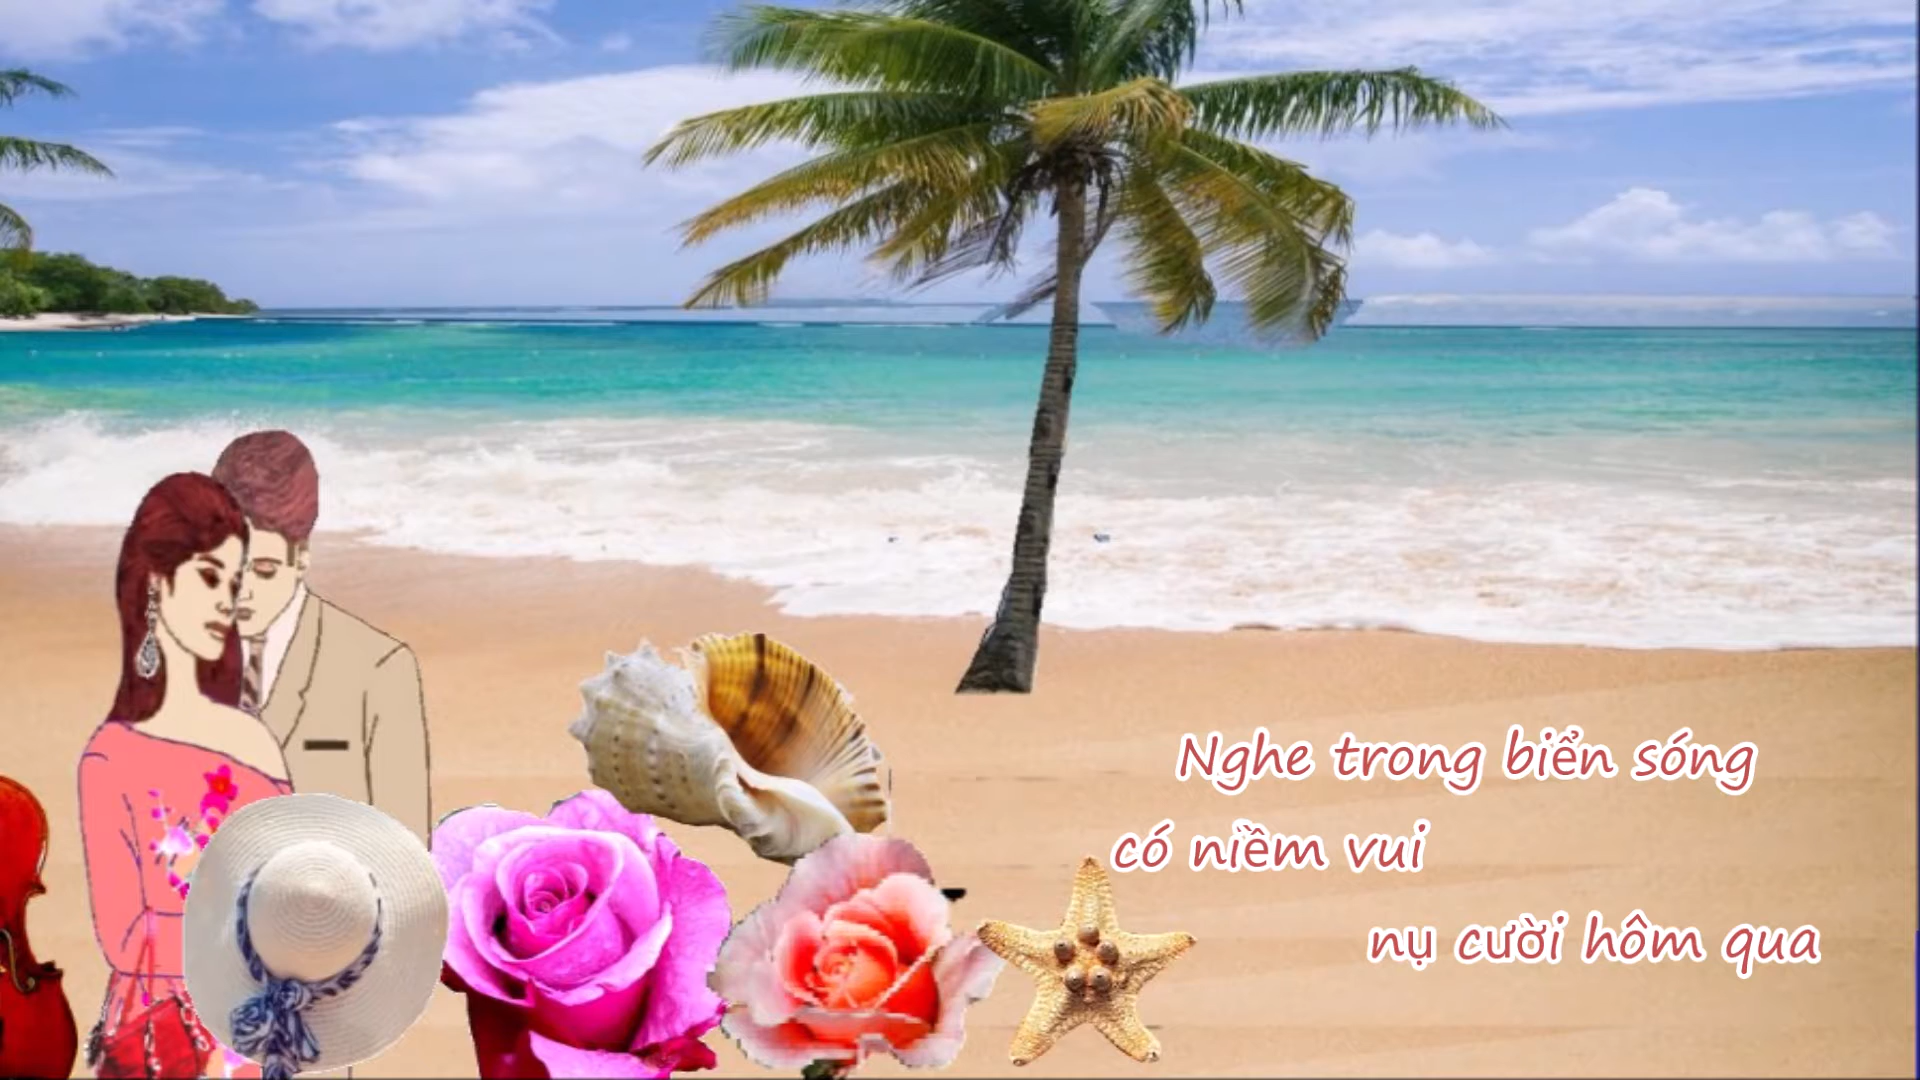 Nghe trong biển sóng
có niềm vui
nụ cười hôm qua